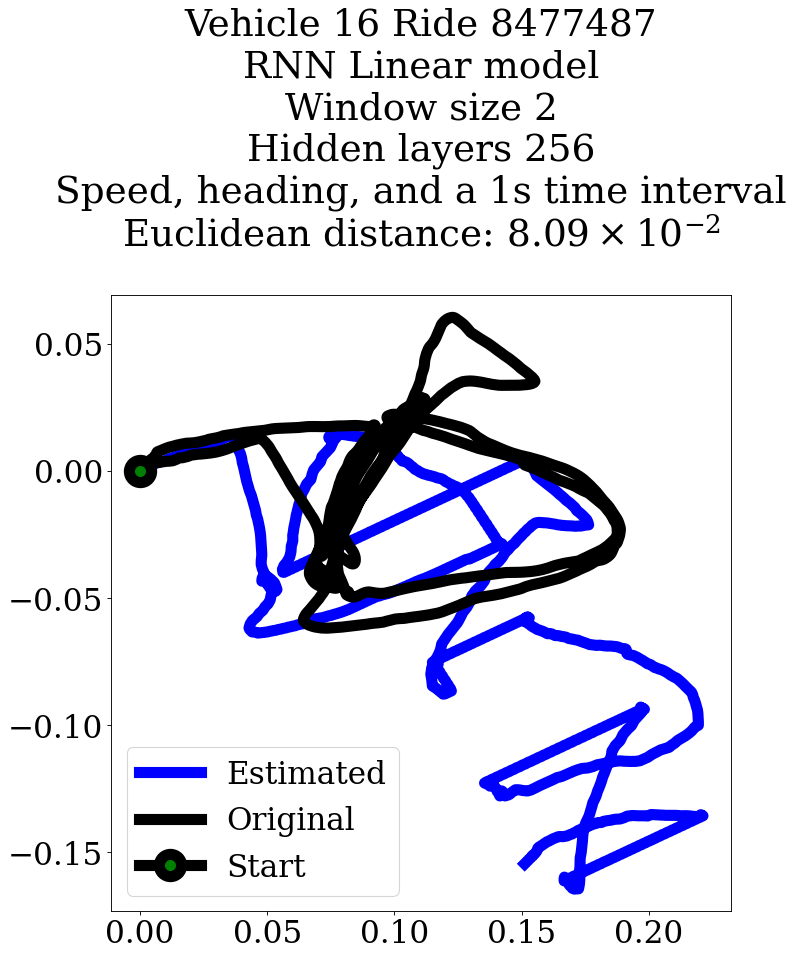 Vehicle 16 Ride 8477487
RNN Linear model
Window size 2
Hidden layers 256
Speed, heading, and a 1s time interval
Euclidean distance: 8.09 × 10⁻²
0.05
0.00
−0.05
−0.10
−0.15
Estimated
Original
Start
0.00 0.05 0.10 0.15 0.20